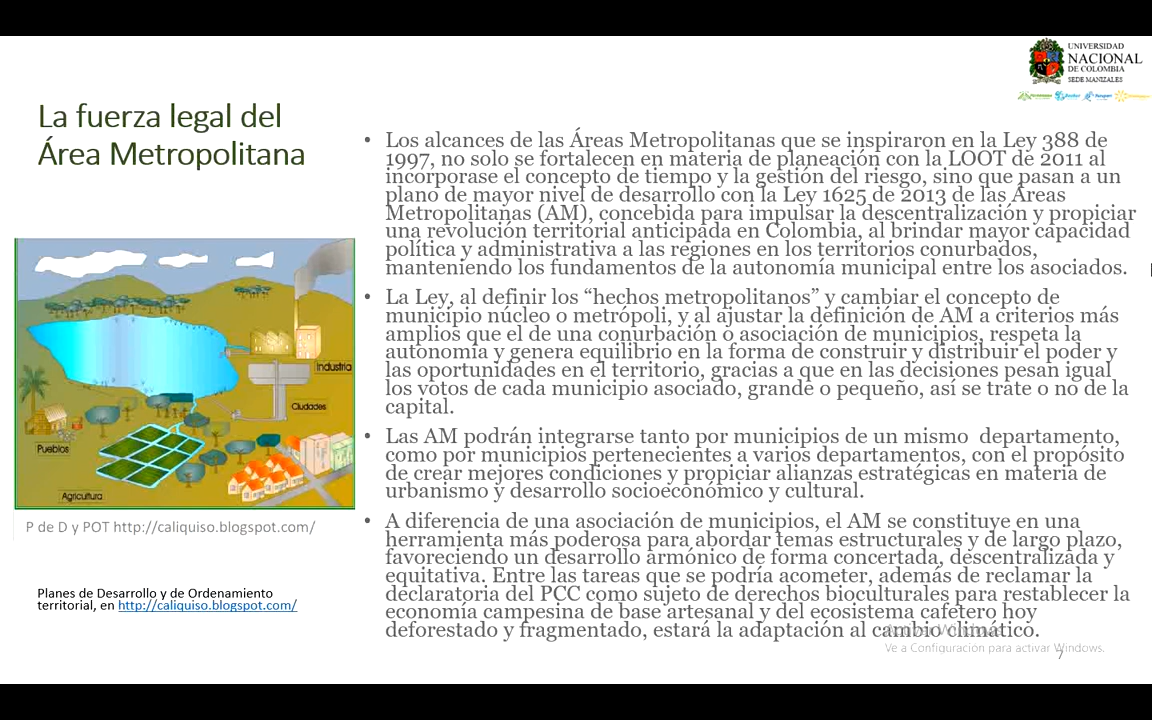 UNIVERSIDAD
NACIONAL
DE COLOMBIA
SEDE MANIZALES
La fuerza legal del
Área Metropolitana
• Los alcances de las Áreas Metropolitanas que se inspiraron en la Ley 388 de
1997, no solo se fortalecen en materia de planeación con la LOOT de 2011 al
incorporase el concepto de tiempo y la gestión del riesgo, sino que pasan a un
plano de mayor nivel de desarrollo con la Ley 1625 de 2013 de las Áreas
Metropolitanas (AM), concebida para impulsar la descentralización y propiciar
una revolución territorial anticipada en Colombia, al brindar mayor capacidad
política y administrativa a las regiones en los territorios conurbados,
manteniendo los fundamentos de la autonomía municipal entre los asociados.
• La Ley, al definir los “hechos metropolitanos” y cambiar el concepto de
municipio núcleo o metrópoli, y al ajustar la definición de AM a criterios más
amplios que el de una conurbación o asociación de municipios, respeta la
autonomía y genera equilibrio en la forma de construir y distribuir el poder y
las oportunidades en el territorio, gracias a que en las decisiones pesan igual
los votos de cada municipio asociado, grande o pequeño, así se trate o no de la
capital.
• Las AM podrán integrarse tanto por municipios de un mismo departamento,
como por municipios pertenecientes a varios departamentos, con el propósito
de crear mejores condiciones y propiciar alianzas estratégicas en materia de
urbanismo y desarrollo socioeconómico y cultural.
• A diferencia de una asociación de municipios, el AM se constituye en una
herramienta más poderosa para abordar temas estructurales y de largo plazo,
favoreciendo un desarrollo armónico de forma concertada, descentralizada y
equitativa. Entre las tareas que se podría acometer, además de reclamar la
declaratoria del PCC como sujeto de derechos bioculturales para restablecer la
economía campesina de base artesanal y del ecosistema cafetero hoy
deforestado y fragmentado, estará la adaptación al cambio climático.
Industria
Ciudades
Pueblos
Agricultura
P de D y POT http://caliquiso.blogspot.com/
Planes de Desarrollo y de Ordenamiento
territorial, en http://caliquiso.blogspot.com/
Activar Windows
Ve a Configuración para activar Windows.
7